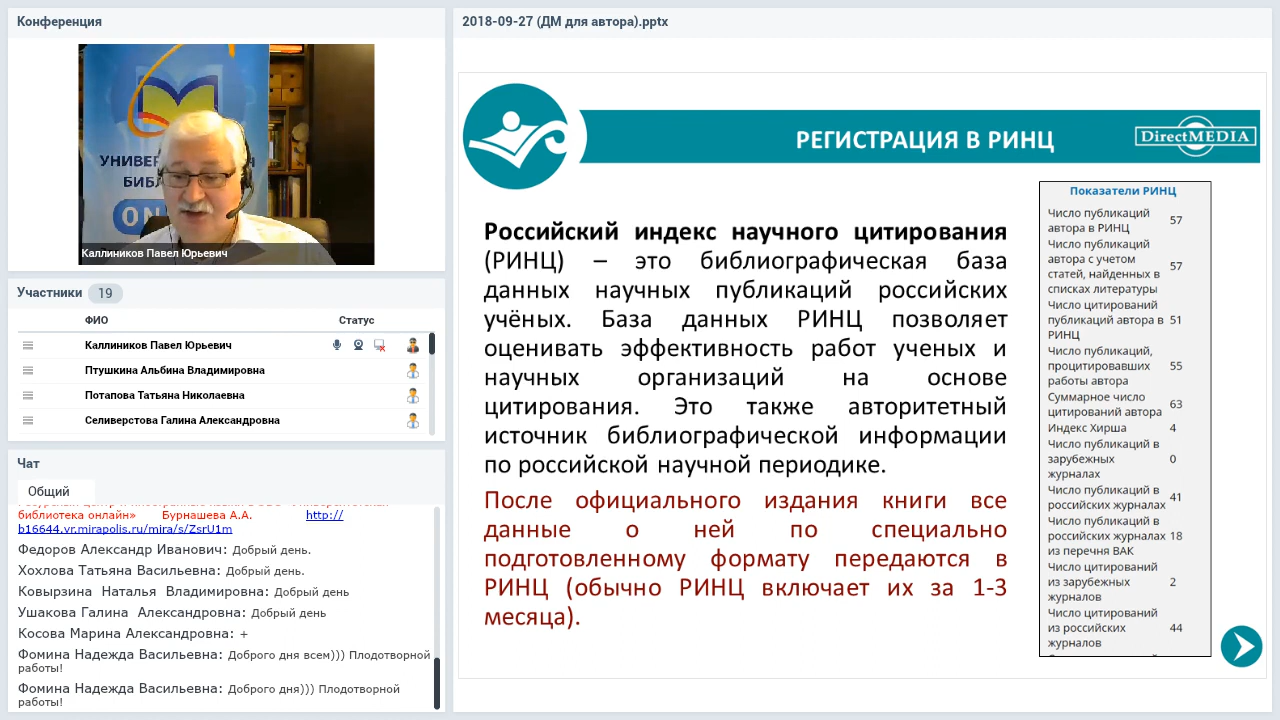 Конференция
УНИВЕР
БИБЛ
ON
Каллиников Павел Юрьевич
Участники 19
ФИО Статус
Каллиников Павел Юрьевич
Птушкина Альбина Владимировна
Потапова Татьяна Николаевна
Селиверстова Галина Александровна
Чат
Общий
библиотека онлайн» Бурнашева А.А. http://
b16644.vr.mirapolis.ru/mira/s/ZsrU1m
Федоров Александр Иванович: Добрый день.
Хохлова Татьяна Васильевна: Добрый день.
Ковырзина Наталья Владимировна: Добрый день
Ушакова Галина Александровна: Добрый день
Косова Марина Александровна: +
Фомина Надежда Васильевна: Доброго дня всем))) Плодотворной
работы!
Фомина Надежда Васильевна: Доброго дня))) Плодотворной
работы!
2018-09-27 (ДМ для автора).pptx
РЕГИСТРАЦИЯ В РИНЦ
DirectMEDIA
Российский индекс научного цитирования
(РИНЦ) – это библиографическая база
данных научных публикаций российских
учёных. База данных РИНЦ позволяет
оценивать эффективность работ ученых и
научных организаций на основе
цитирования. Это также авторитетный
источник библиографической информации
по российской научной периодике.
После официального издания книги все
данные о ней по специально
подготовленному формату передаются в
РИНЦ (обычно РИНЦ включает их за 1-3
месяца).
Показатели РИНЦ
Число публикаций
автора в РИНЦ 57
Число публикаций
автора с учетом
статей, найденных в 57
списках литературы
Число цитирований
публикаций автора в 51
РИНЦ
Число публикаций,
процитировавших 55
работы автора
Суммарное число
цитирований автора 63
Индекс Хирша 4
Число публикаций в
зарубежных 0
журналах
Число публикаций в
российских журналах 41
Число публикаций в
российских журналах 18
из перечня ВАК
Число цитирований
из зарубежных 2
журналов
Число цитирований
из российских 44
журналов